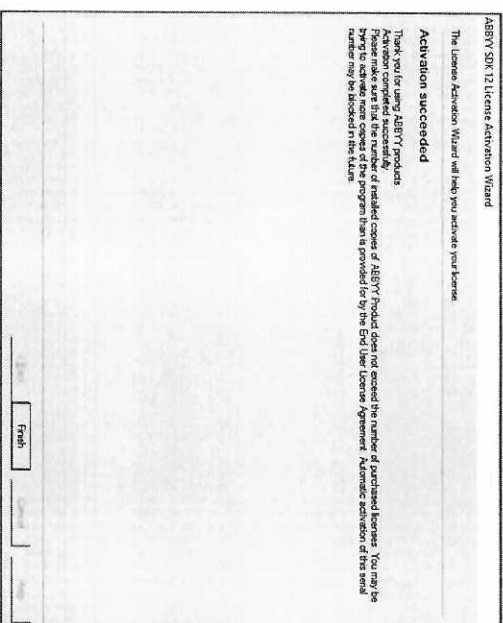 ABBYY SDK 12 License Activation Wizard
The License Activation Wizard will help you activate your license
Activation succeeded
Thank you for using ABBYY products
Activation completed successfully
Please make sure that the number of installed copies of ABBYY Product does not exceed the number of purchased licenses. You may be
trying to activate more copies of the program than is provided for by the End User License Agreement. Automatic activation of this serial
number may be blocked in the future.
Finish
Cancel
Help